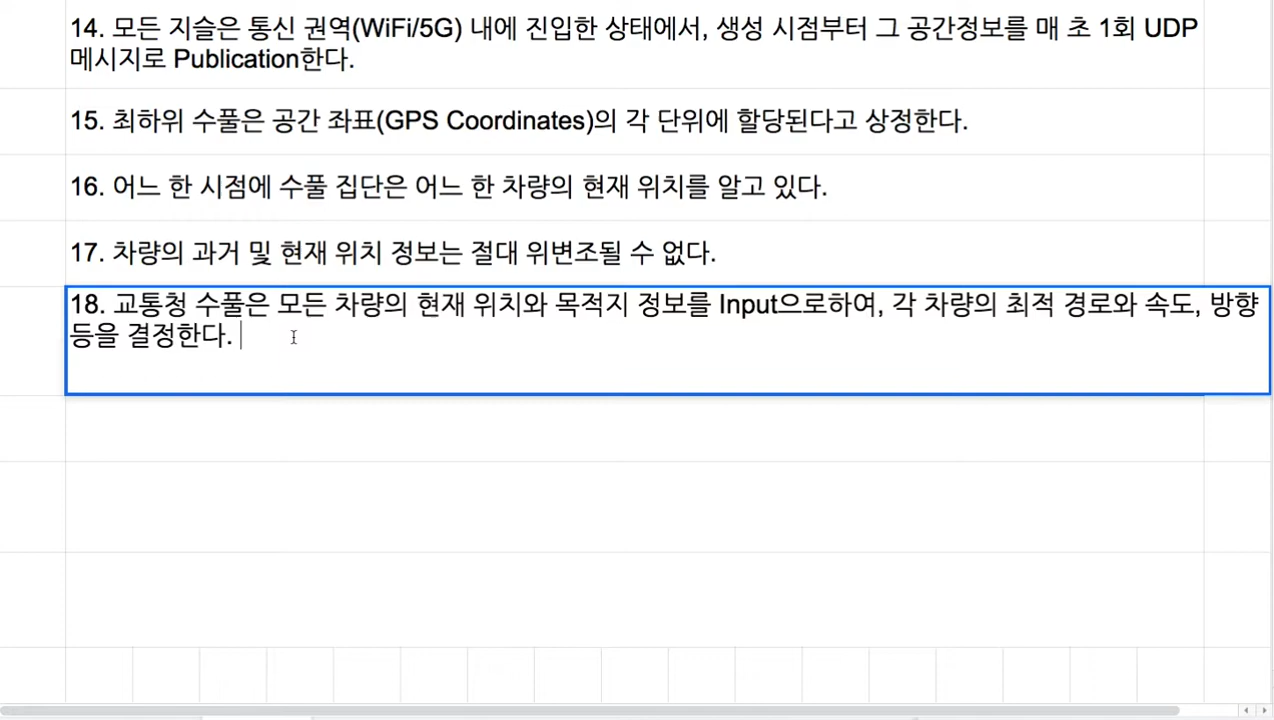 14. 모든 지슬은 통신 권역(WiFi/5G) 내에 진입한 상태에서, 생성 시점부터 그 공간정보를 매 초 1회 UDP
메시지로 Publication한다.
15. 최하위 수풀은 공간 좌표(GPS Coordinates)의 각 단위에 할당된다고 상정한다.
16. 어느 한 시점에 수풀 집단은 어느 한 차량의 현재 위치를 알고 있다.
17. 차량의 과거 및 현재 위치 정보는 절대 위변조될 수 없다.
18. 교통청 수풀은 모든 차량의 현재 위치와 목적지 정보를 Input으로하여, 각 차량의 최적 경로와 속도, 방향
등을 결정한다.